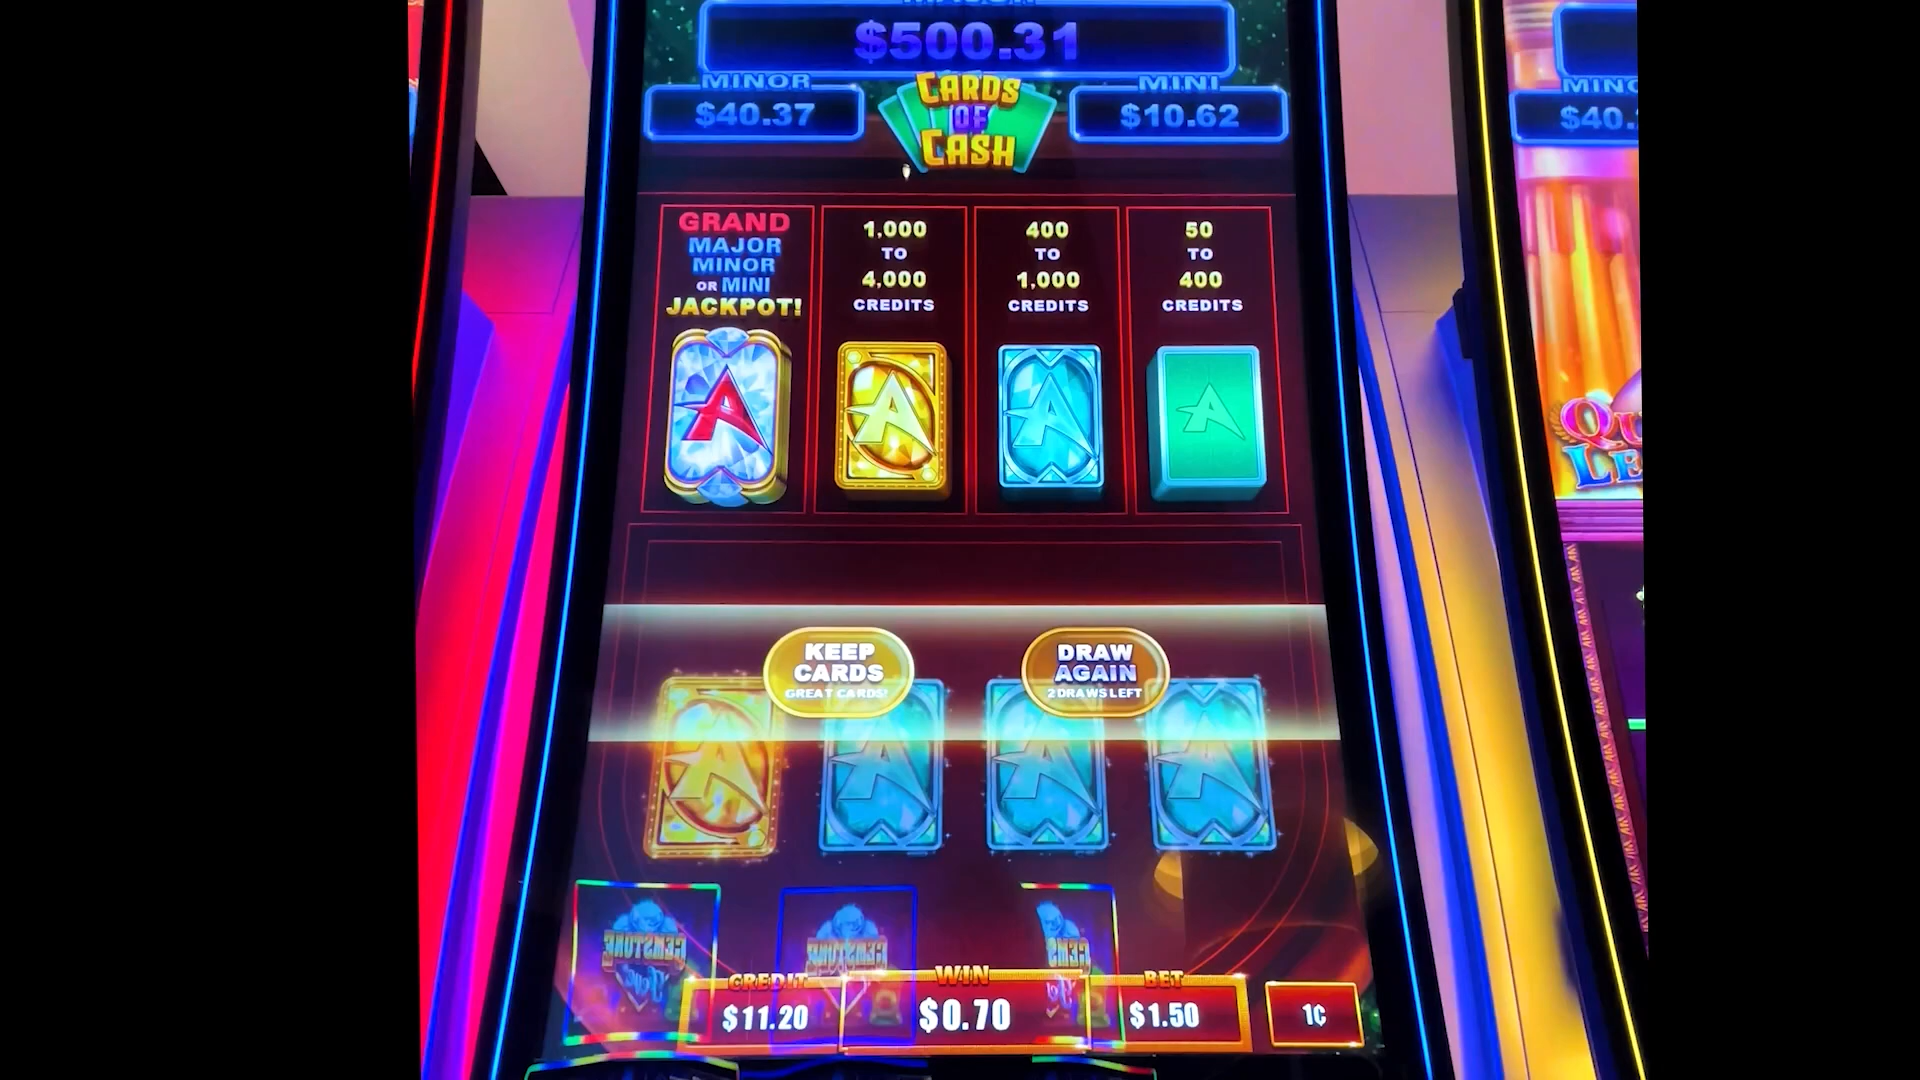 MAJOR
$500.31
MINOR
$40.37
CARDS
OF
CASH
MINI
$10.62
GRAND
MAJOR
MINOR
OR MINI
JACKPOT!
1,000
TO
4,000
CREDITS
400
TO
1,000
CREDITS
50
TO
400
CREDITS
A
A
A
A
KEEP
CARDS
GREAT CARDS!
DRAW
AGAIN
2 DRAWS LEFT
A
A
A
A
CREDIT
$11.20
WIN
$0.70
BET
$1.50
1¢